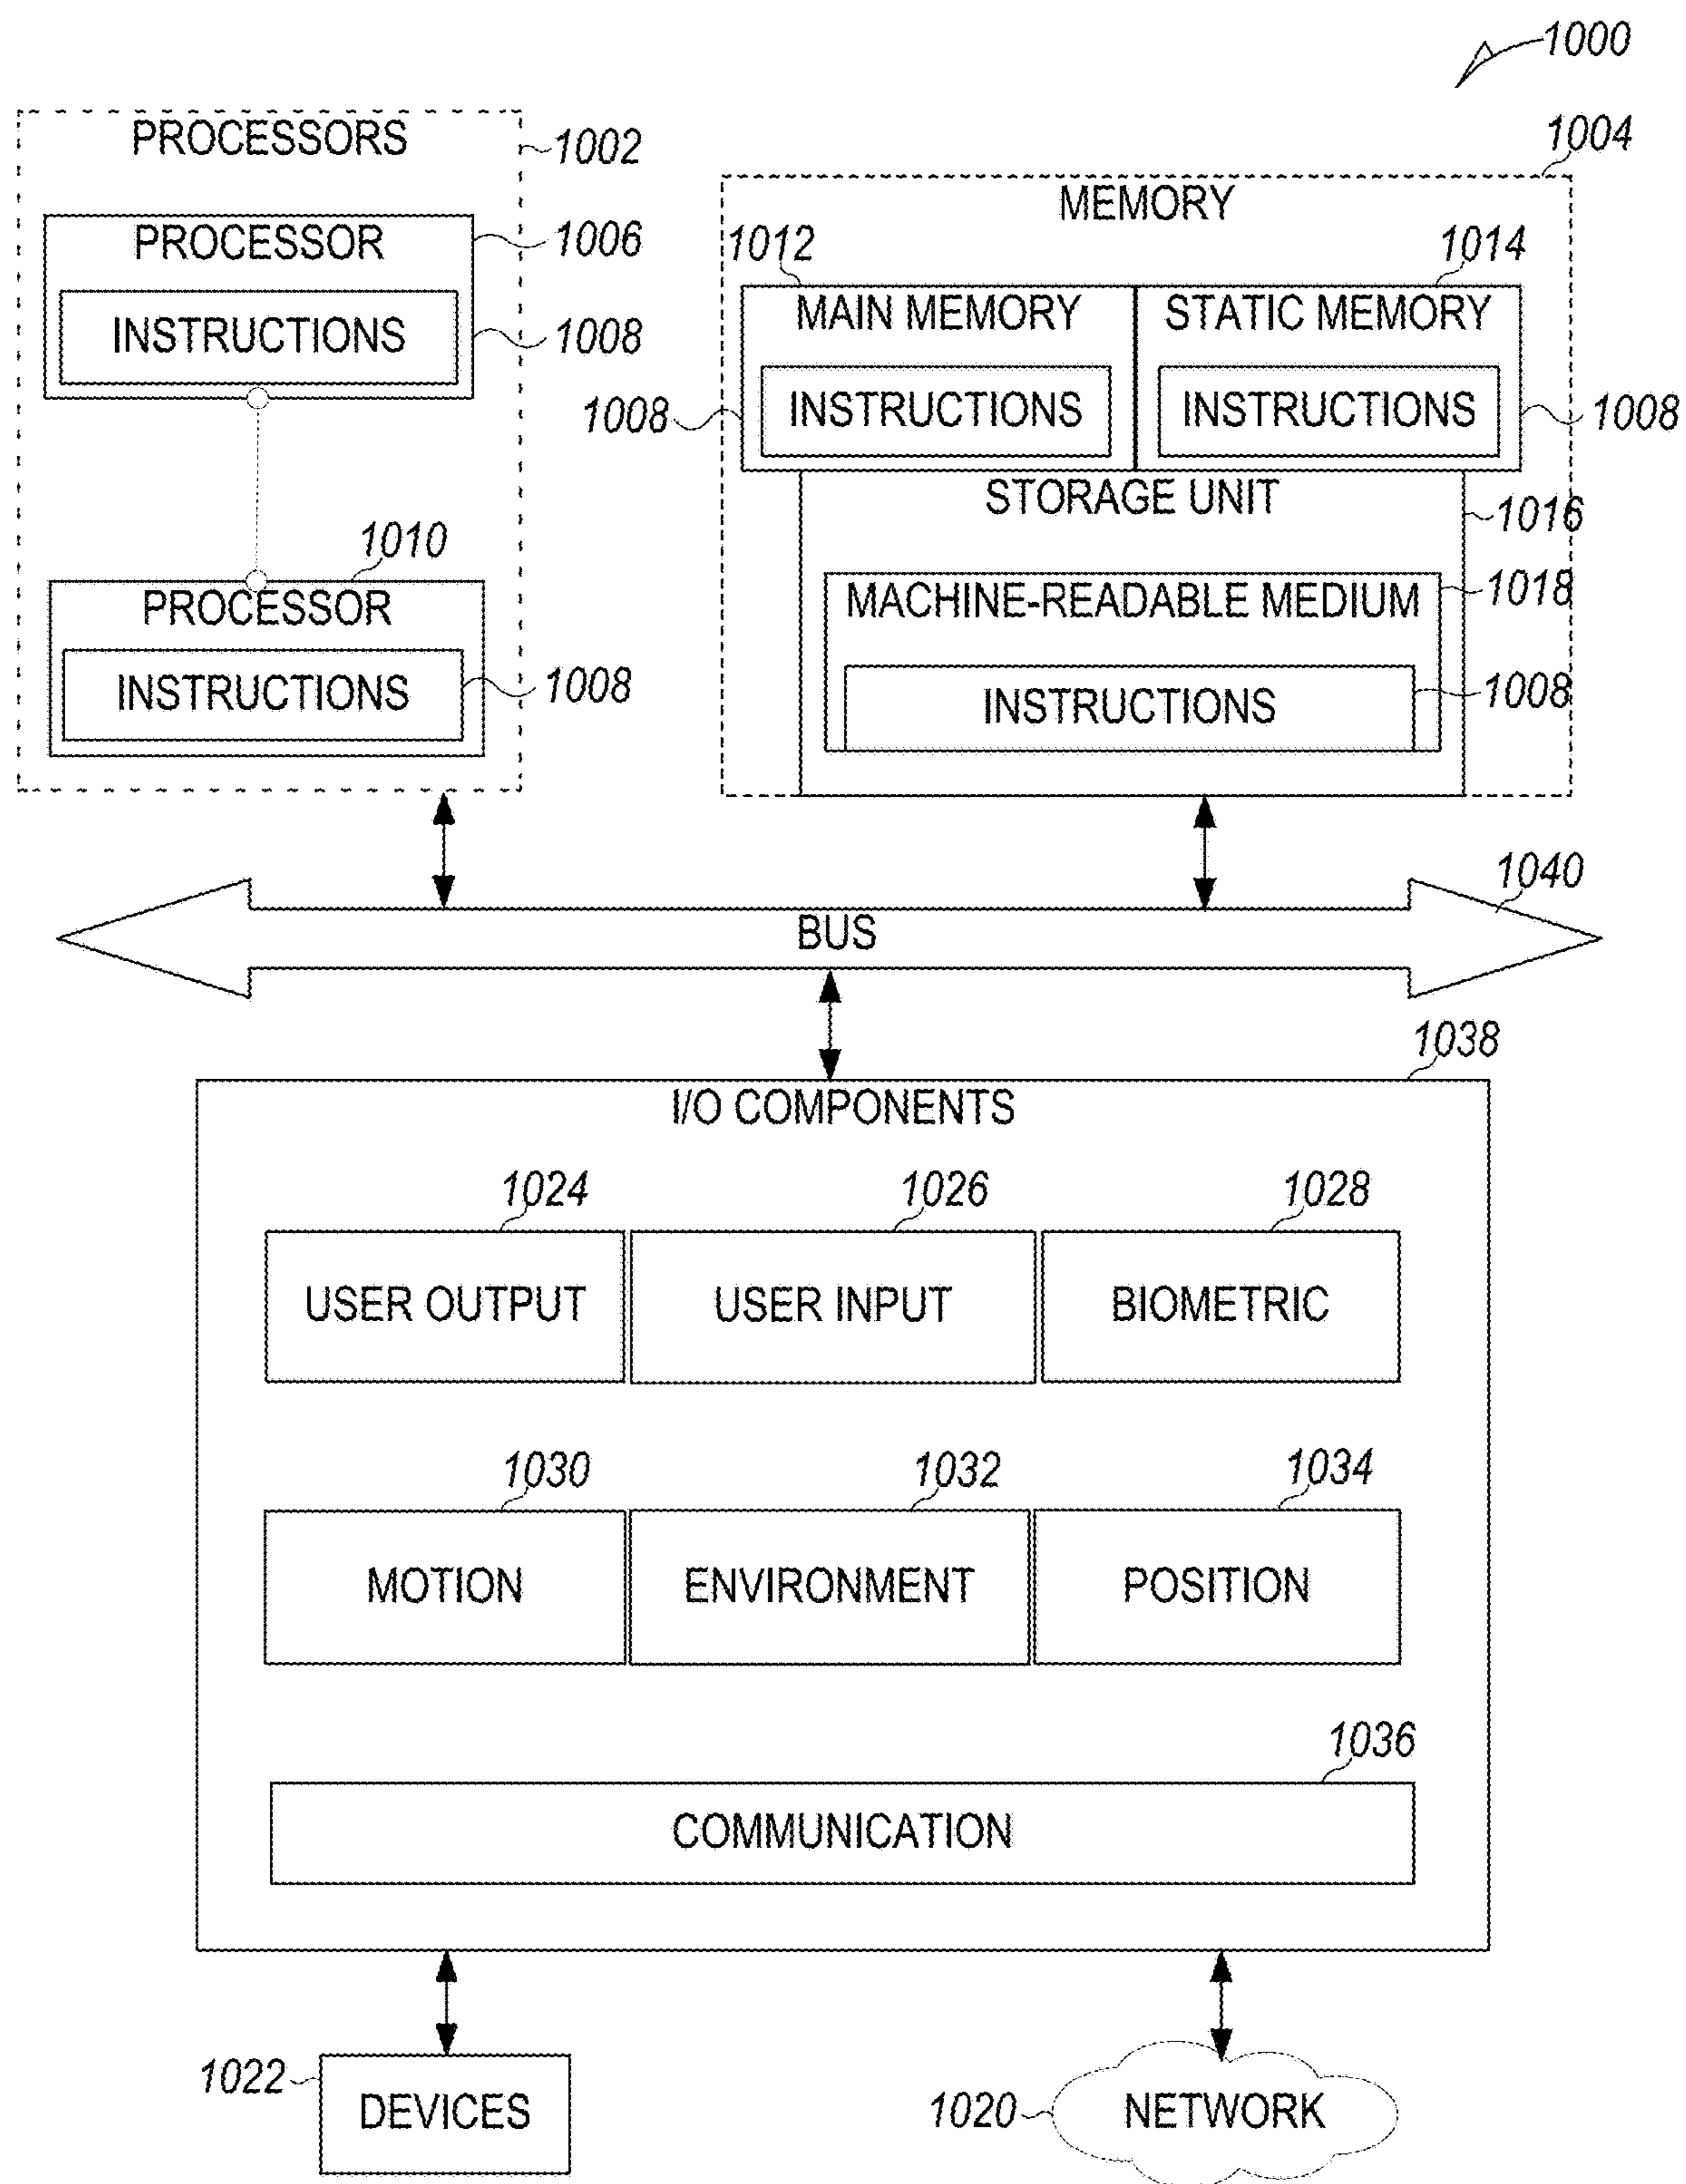 1000
PROCESSORS
1002
1004
MEMORY
PROCESSOR
1006
1012
1014
INSTRUCTIONS
1008
MAIN MEMORY
STATIC MEMORY
1008
INSTRUCTIONS
INSTRUCTIONS
1008
STORAGE UNIT
1016
1010
PROCESSOR
MACHINE-READABLE MEDIUM
1018
INSTRUCTIONS
1008
INSTRUCTIONS
1008
1040
BUS
1038
I/O COMPONENTS
1024
1026
1028
USER OUTPUT
USER INPUT
BIOMETRIC
1030
1032
1034
MOTION
ENVIRONMENT
POSITION
1036
COMMUNICATION
1022
DEVICES
1020
NETWORK